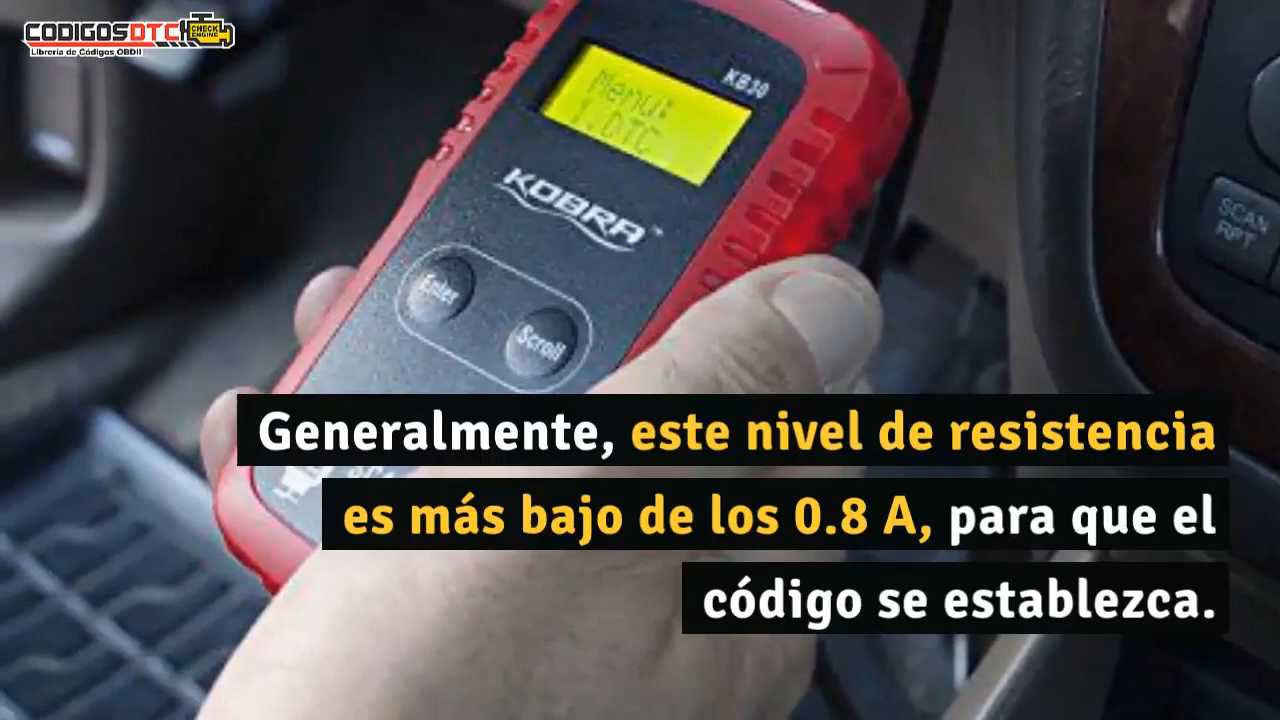 CODIGOSDTC
CHECK
ENGINE
Librería de Códigos OBDII
KB30
Menu:
1.DTC
KOBRA
Enter
Scroll
SCAN
RPT
Generalmente, este nivel de resistencia
es más bajo de los 0.8 A, para que el
código se establezca.